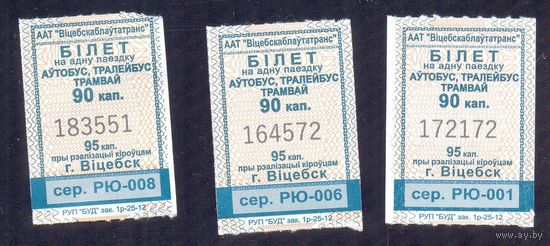 ААТ "Віцебскаблаўтатранс"
БІЛЕТ
на адну паездку
АЎТОБУС, ТРАЛЕЙБУС
ТРАМВАЙ
90 кап.
183551
95 кап.
пры рэалізацыі кіроўцам
г. Віцебск
сер. РЮ-008
РУП "БУД" зак. 1р-25-12
ААТ "Віцебскаблаўтатранс"
БІЛЕТ
на адну паездку
АЎТОБУС, ТРАЛЕЙБУС
ТРАМВАЙ
90 кап.
164572
95 кап.
пры рэалізацыі кіроўцам
г. Віцебск
сер. РЮ-006
РУП "БУД" зак. 1р-25-12
ААТ "Віцебскаблаўтатранс"
БІЛЕТ
на адну паездку
АЎТОБУС, ТРАЛЕЙБУС
ТРАМВАЙ
90 кап.
172172
95 кап.
пры рэалізацыі кіроўцам
г. Віцебск
сер. РЮ-001
РУП "БУД" зак. 1р-25-12
www.ay.by